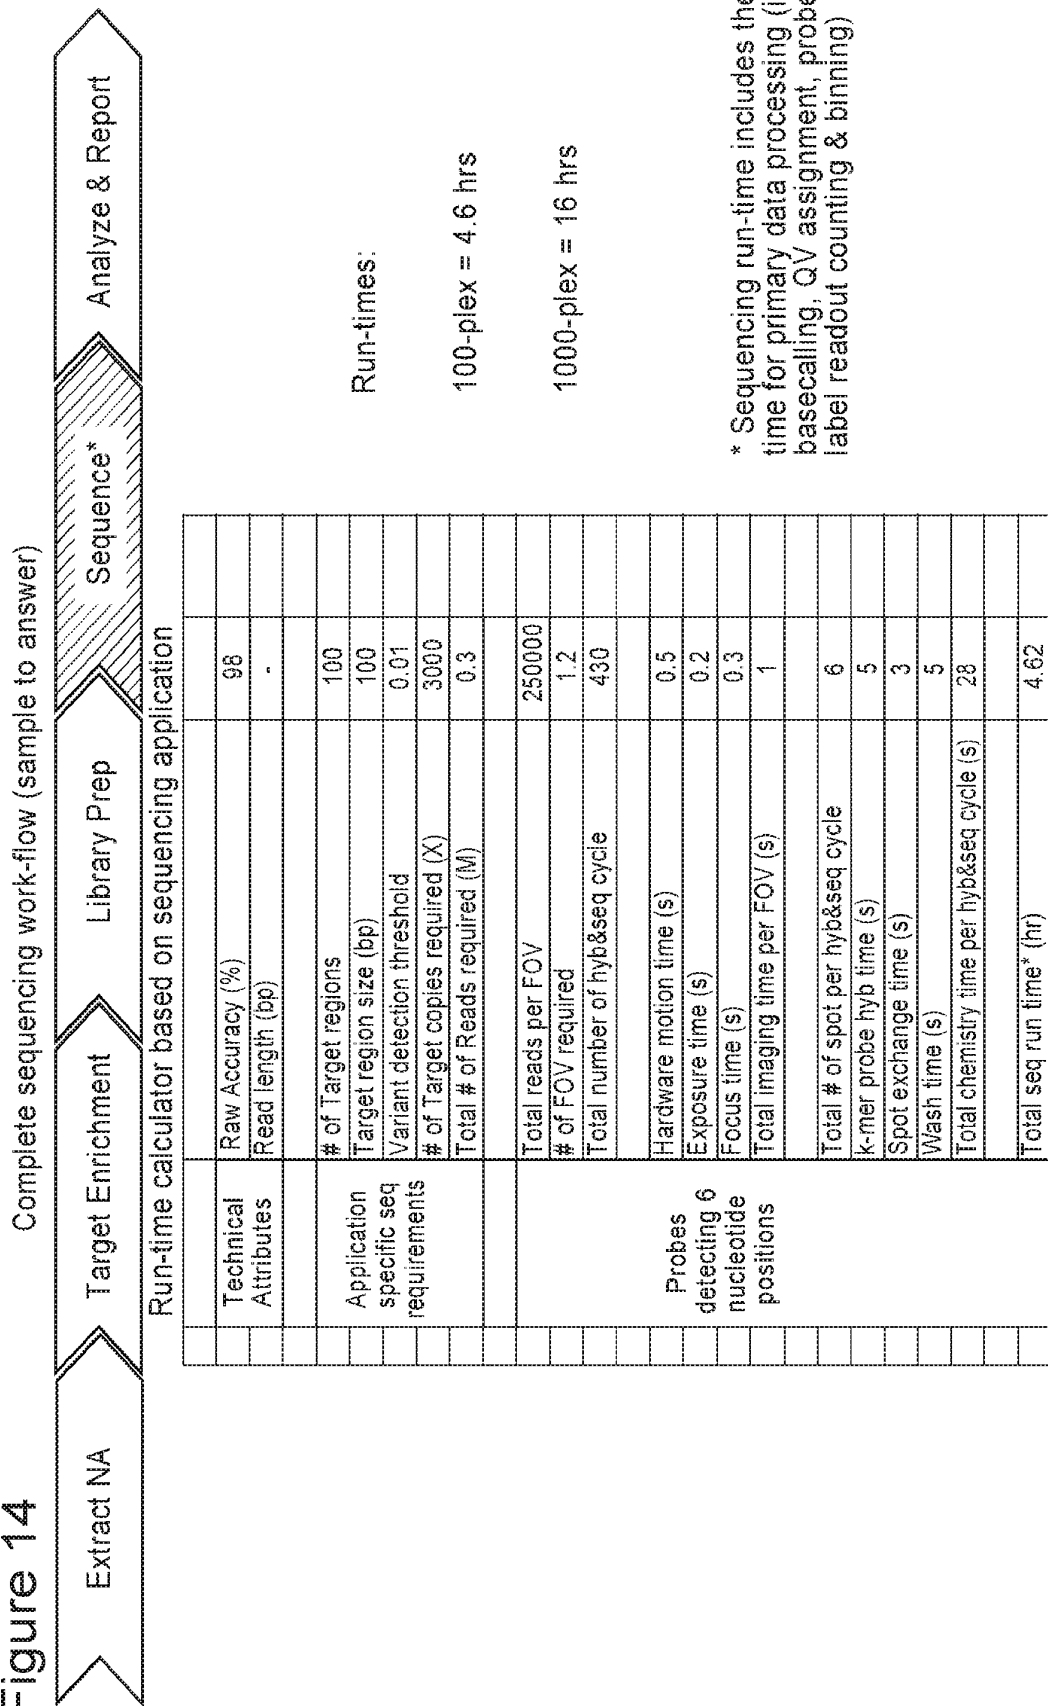 Figure 14
Complete sequencing work-flow (sample to answer)
Extract NA
Target Enrichment
Library Prep
Sequence*
Analyze & Report
Run-time calculator based on sequencing application
Technical
Attributes
Raw Accuracy (%) 98
Read length (bp) -
Application
specific seq
requirements
# of Target regions 100
Target region size (bp) 100
Variant detection threshold 0.01
# of Target copies required (X) 3000
Total # of Reads required (M) 0.3
Probes
detecting 6
nucleotide
positions
Total reads per FOV 250000
# of FOV required 1.2
Total number of hyb&seq cycle 430
Hardware motion time (s) 0.5
Exposure time (s) 0.2
Focus time (s) 0.3
Total imaging time per FOV (s) 1
Total # of spot per hyb&seq cycle 6
k-mer probe hyb time (s) 5
Spot exchange time (s) 3
Wash time (s) 5
Total chemistry time per hyb&seq cycle (s) 28
Total seq run time* (hr) 4.62
Run-times:
100-plex = 4.6 hrs
1000-plex = 16 hrs
* Sequencing run-time includes the
time for primary data processing (i
basecalling, QV assignment, probe
label readout counting & binning)